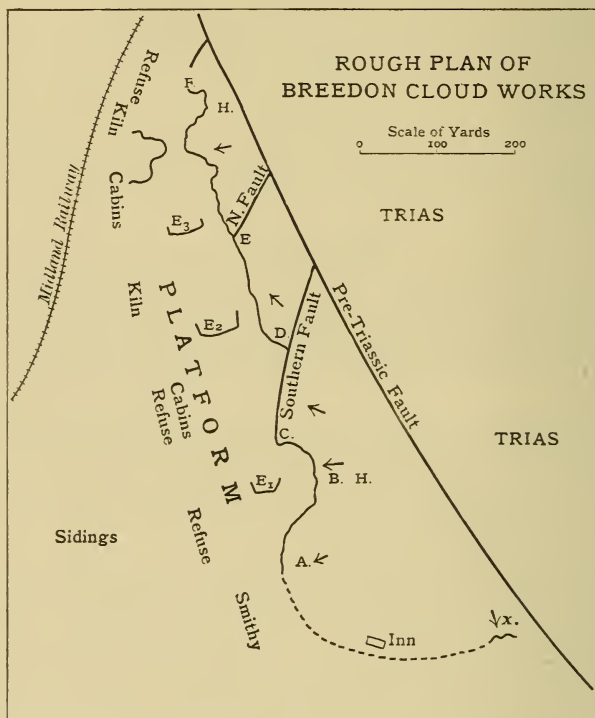 ROUGH PLAN OF
BREEDON CLOUD WORKS
Scale of Yards
0 100 200
Refuse
Kiln
Cabins
Midland Railway
F.
H.
N. Fault
TRIAS
E3
E
Kiln
PLATFORM
E2
D
Southern Fault
Pre-Triassic Fault
Cabins
Refuse
C.
TRIAS
E1
B. H.
Sidings
Refuse
A.
Smithy
Inn
x.